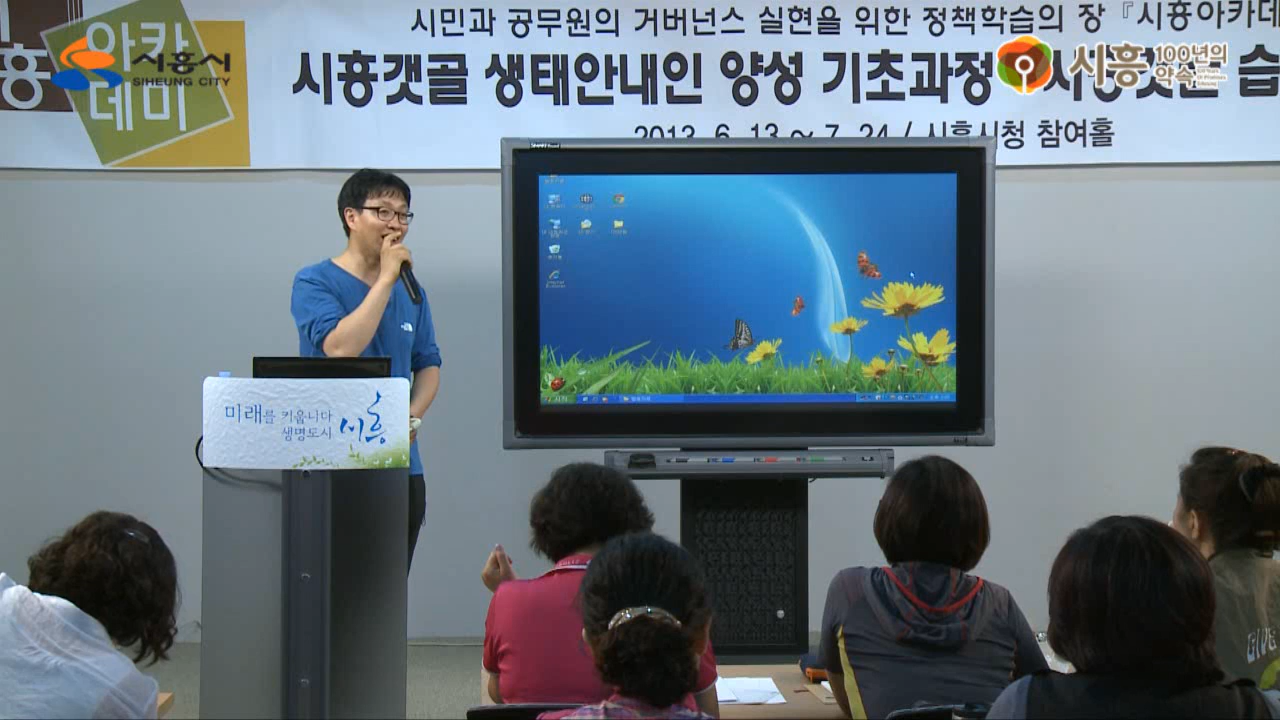 시민과 공무원의 거버넌스 실현을 위한 정책학습의 장 『시흥아카데
흥
아카
데미
시흥시
SIHEUNG CITY
시흥갯골 생태안내인 양성 기초과정
습
시흥 100년의
약속
2013. 6. 13 ~ 7. 24 / 시흥시청 참여홀
미래를 키웁니다
생명도시 시흥